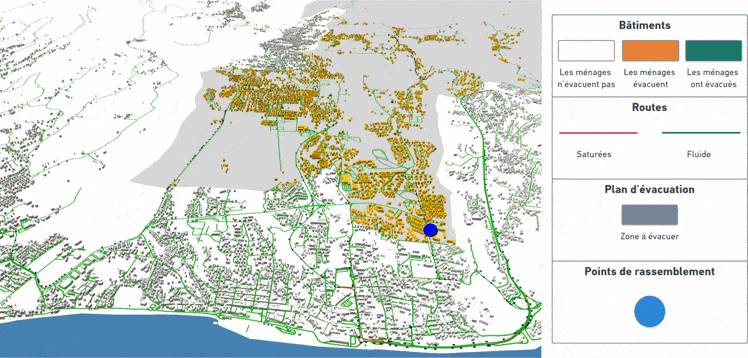 Bâtiments
Les ménages Les ménages Les ménages
n'évacuent pas évacuent ont évacués
Routes
Saturées Fluide
Plan d'évacuation
Zone à évacuer
Points de rassemblement